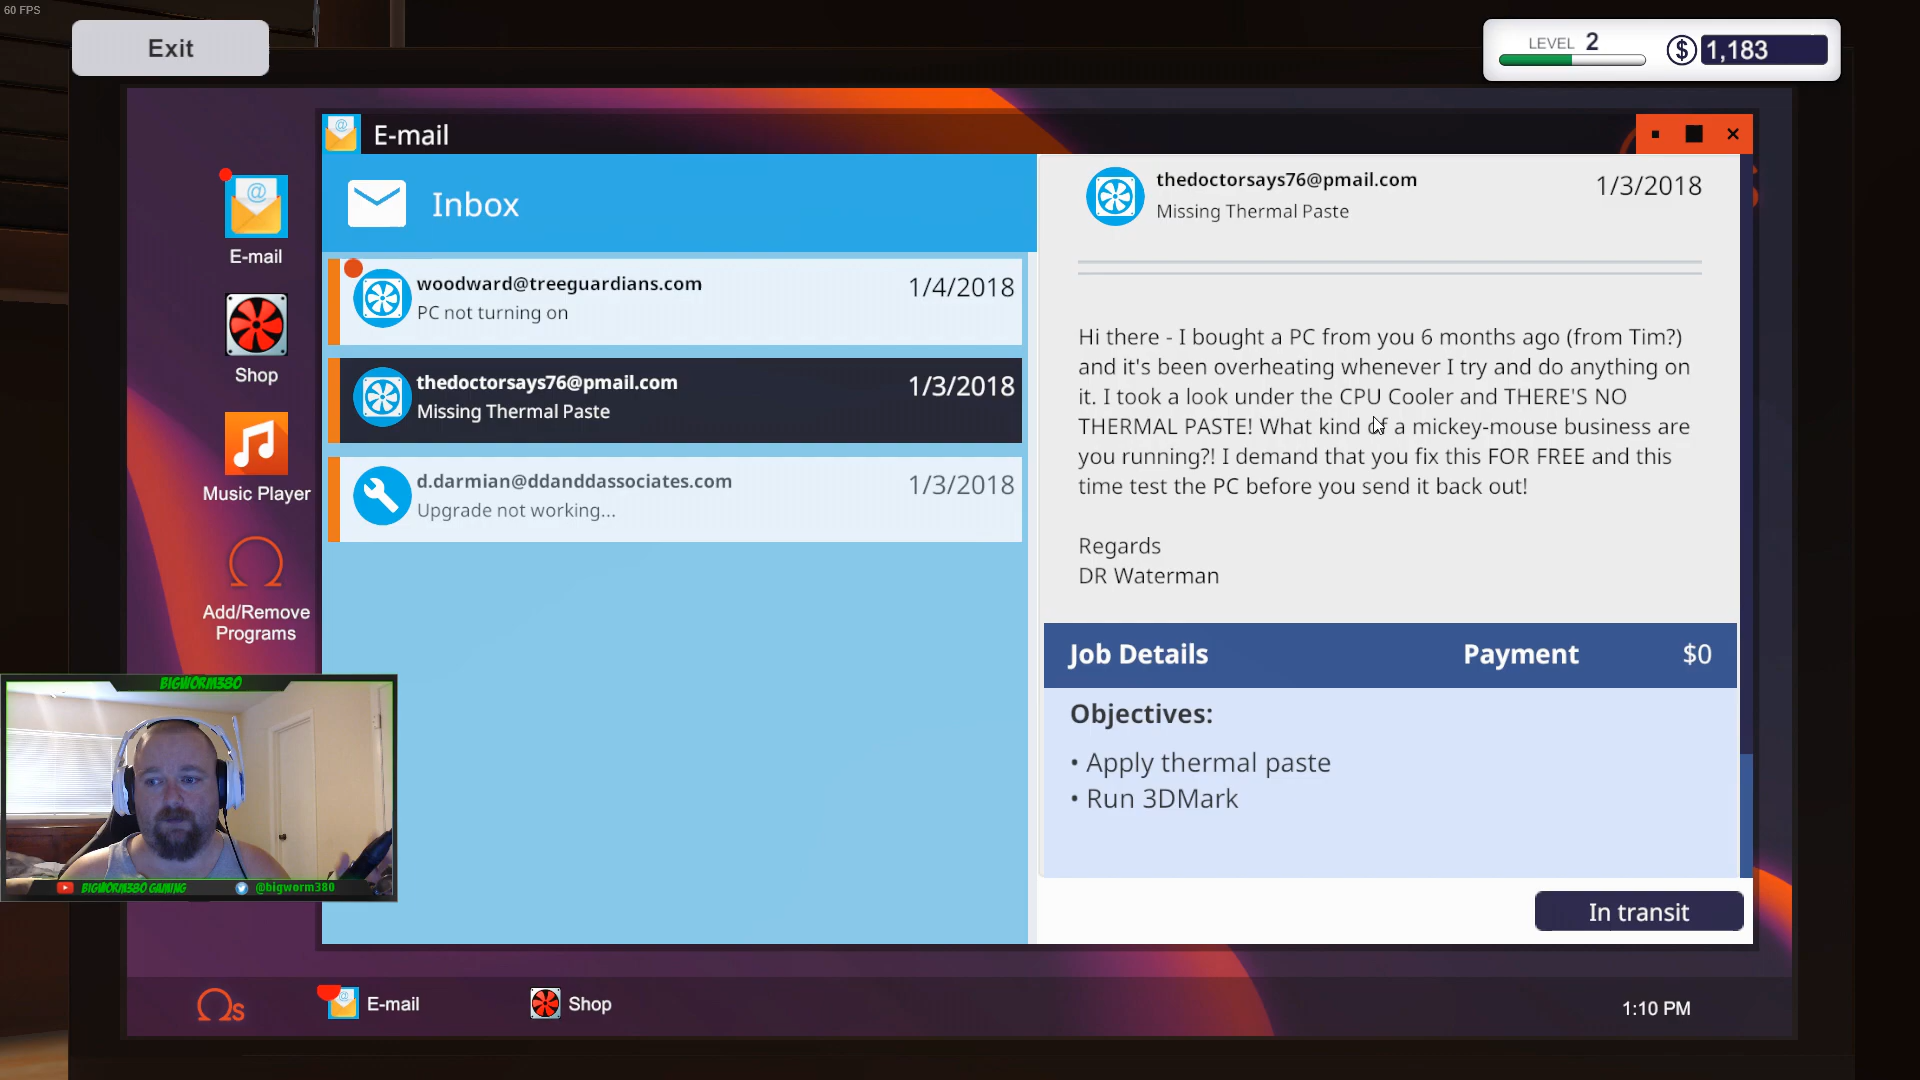 60 FPS
Exit
LEVEL 2
$ 1,183
E-mail
E-mail
Shop
Music Player
Add/Remove
Programs
Inbox
woodward@treeguardians.com
1/4/2018
PC not turning on
thedoctorsays76@pmail.com
1/3/2018
Missing Thermal Paste
d.darmian@ddanddassociates.com
1/3/2018
Upgrade not working...
thedoctorsays76@pmail.com
1/3/2018
Missing Thermal Paste
Hi there - I bought a PC from you 6 months ago (from Tim?)
and it's been overheating whenever I try and do anything on
it. I took a look under the CPU Cooler and THERE'S NO
THERMAL PASTE! What kind of a mickey-mouse business are
you running?! I demand that you fix this FOR FREE and this
time test the PC before you send it back out!
Regards
DR Waterman
Job Details
Payment
$0
Objectives:
• Apply thermal paste
• Run 3DMark
In transit
BIGWORM380
BIGWORM380 GAMING
@bigworm380
Ωs
E-mail
Shop
1:10 PM